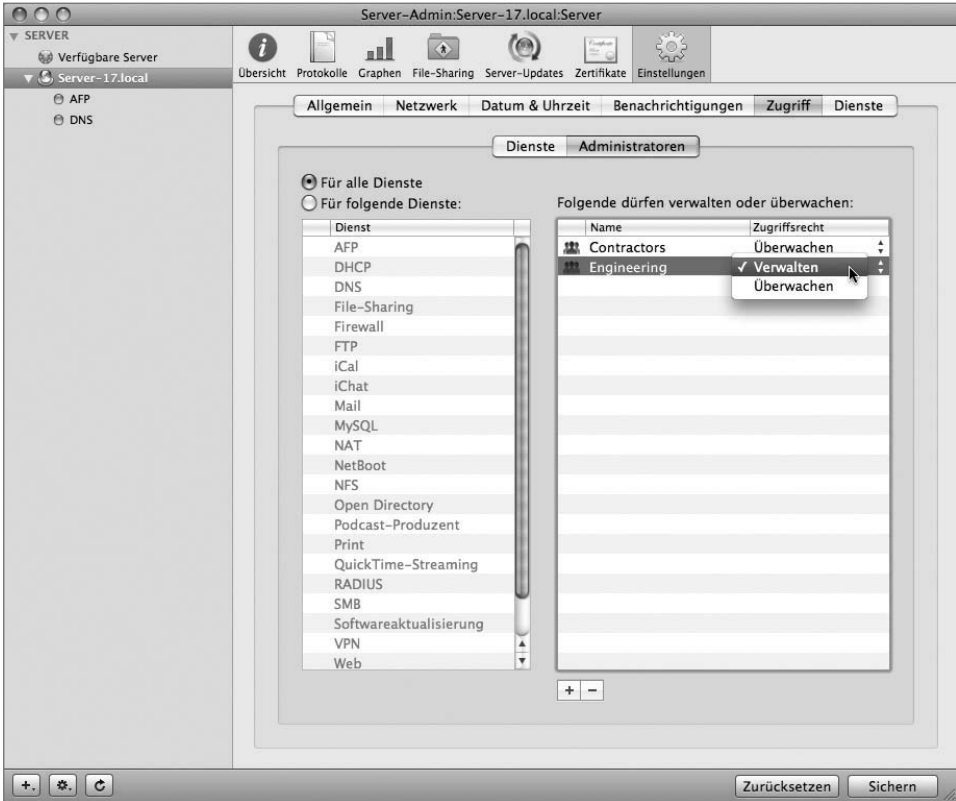 Server-Admin:Server-17.local:Server
SERVER
Verfügbare Server
Server-17.local
AFP
DNS
Übersicht Protokolle Graphen File-Sharing Server-Updates Zertifikate Einstellungen
Allgemein Netzwerk Datum & Uhrzeit Benachrichtigungen Zugriff Dienste
Dienste Administratoren
Für alle Dienste
Für folgende Dienste:
Dienst
AFP
DHCP
DNS
File-Sharing
Firewall
FTP
iCal
iChat
Mail
MySQL
NAT
NetBoot
NFS
Open Directory
Podcast-Produzent
Print
QuickTime-Streaming
RADIUS
SMB
Softwareaktualisierung
VPN
Web
Folgende dürfen verwalten oder überwachen:
Name Zugriffsrecht
Contractors Überwachen
Engineering ✓ Verwalten
Überwachen
+ −
Zurücksetzen Sichern